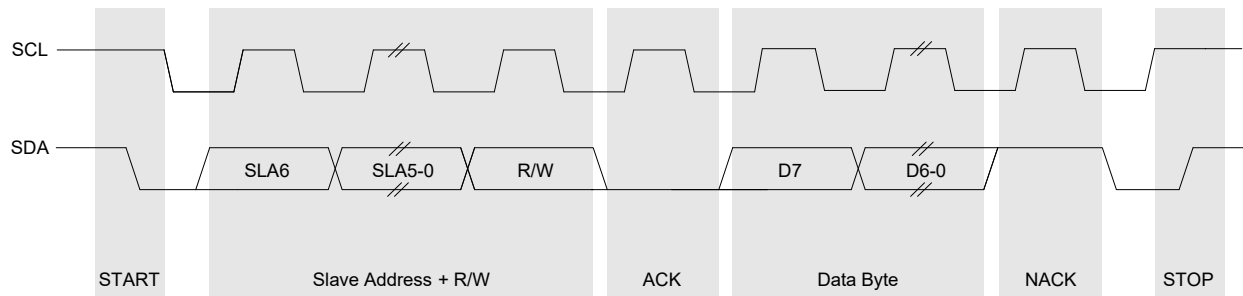 SCL
SDA
SLA6 SLA5-0 R/W D7 D6-0
START Slave Address + R/W ACK Data Byte NACK STOP